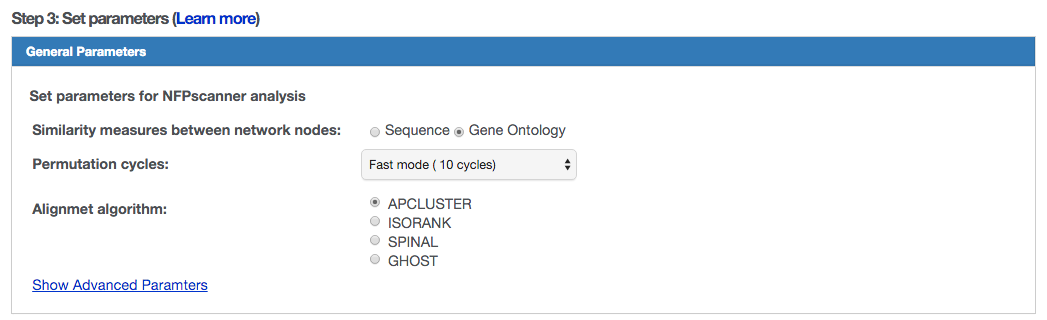 Step 3: Set parameters (Learn more)
General Parameters
Set parameters for NFPscanner analysis
Similarity measures between network nodes: Sequence Gene Ontology
Permutation cycles: Fast mode ( 10 cycles)
Alignmet algorithm: APCLUSTER
ISORANK
SPINAL
GHOST
Show Advanced Paramters